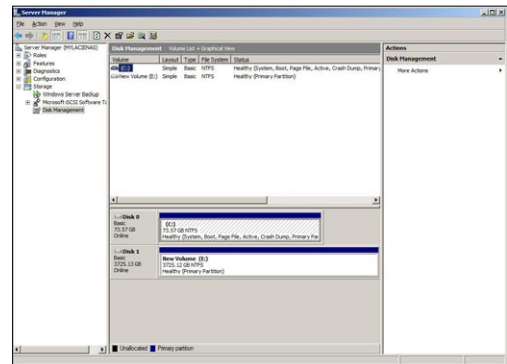 Server Manager
File Action View Help
Server Manager (MYLACIENAS)
Roles
Features
Diagnostics
Configuration
Storage
Windows Server Backup
Microsoft iSCSI Software Ta
Disk Management
Disk Management Volume List + Graphical View
Volume Layout Type File System Status
(C:) Simple Basic NTFS Healthy (System, Boot, Page File, Active, Crash Dump, Primary
New Volume (E:) Simple Basic NTFS Healthy (Primary Partition)
Disk 0
Basic
73.57 GB
Online
(C:)
73.57 GB NTFS
Healthy (System, Boot, Page File, Active, Crash Dump, Primary Par
Disk 1
Basic
3725.13 GB
Online
New Volume (E:)
3725.12 GB NTFS
Healthy (Primary Partition)
Unallocated Primary partition
Actions
Disk Management
More Actions